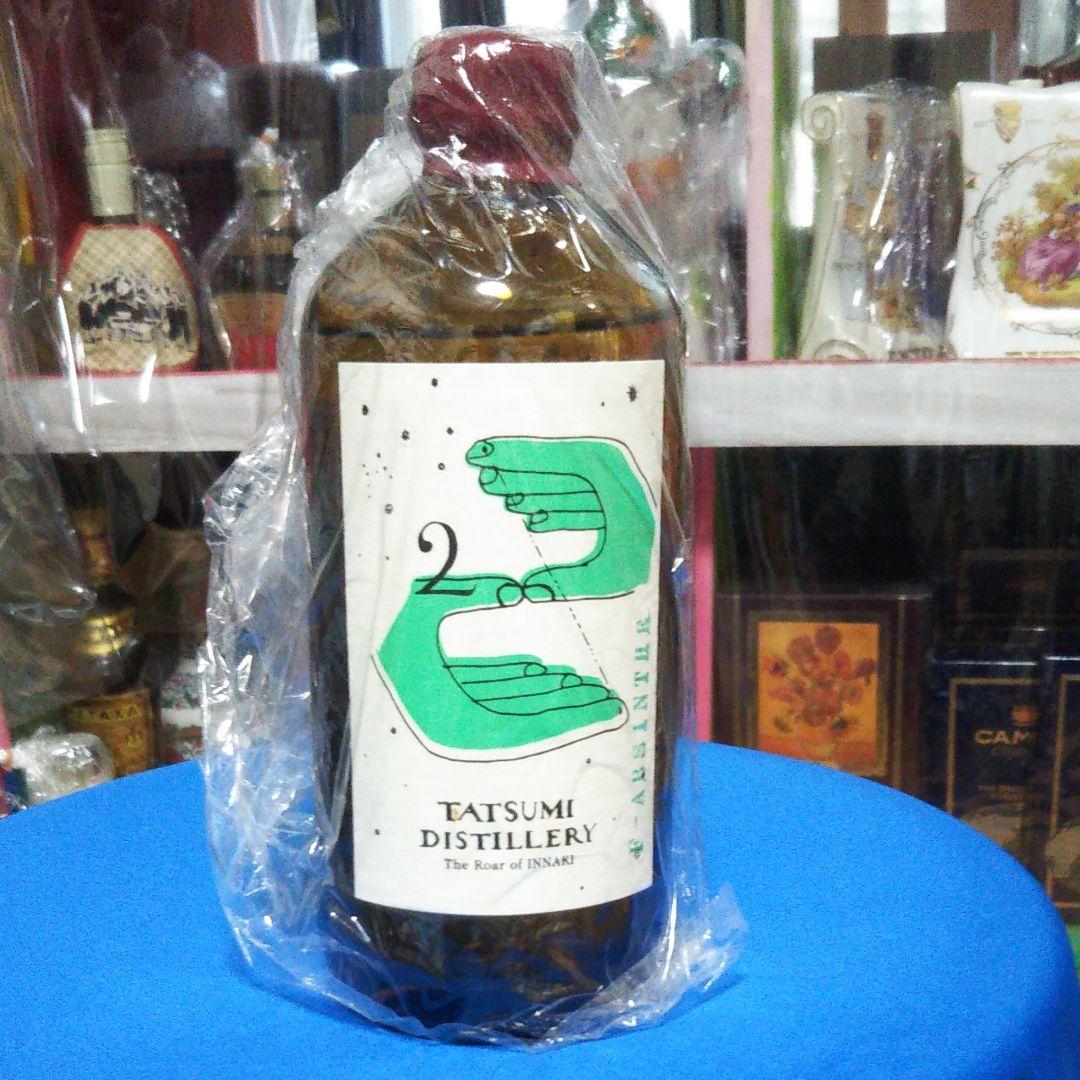 2
ABSINTHE
TATSUMI
DISTILLERY
The Roar of INNAKI